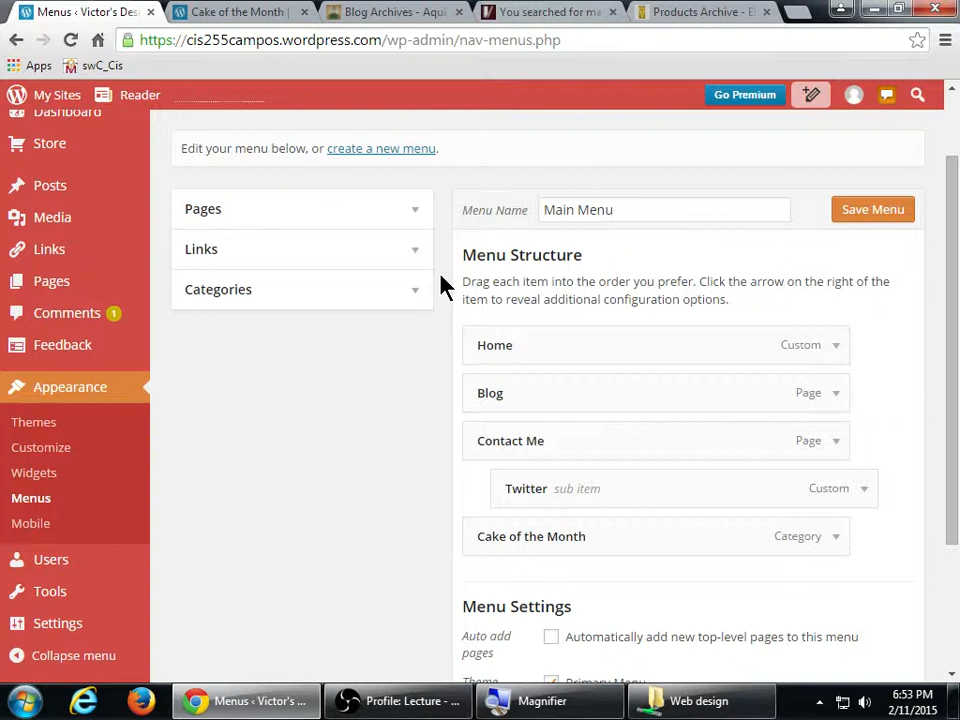 Menus ‹ Victor's Des
Cake of the Month |
Blog Archives - Aqui
You searched for ma
Products Archive - El
https://cis255campos.wordpress.com/wp-admin/nav-menus.php
Apps
swC_Cis
My Sites
Reader
Go Premium
Dashboard
Store
Posts
Media
Links
Pages
Comments 1
Feedback
Appearance
Themes
Customize
Widgets
Menus
Mobile
Users
Tools
Settings
Collapse menu
Edit your menu below, or create a new menu.
Pages
Links
Categories
Menu Name
Main Menu
Save Menu
Menu Structure
Drag each item into the order you prefer. Click the arrow on the right of the
item to reveal additional configuration options.
Home Custom
Blog Page
Contact Me Page
Twitter sub item Custom
Cake of the Month Category
Menu Settings
Auto add
pages
Automatically add new top-level pages to this menu
Theme
Primary Menu
Menus ‹ Victor's ...
Profile: Lecture - ...
Magnifier
Web design
6:53 PM
2/11/2015